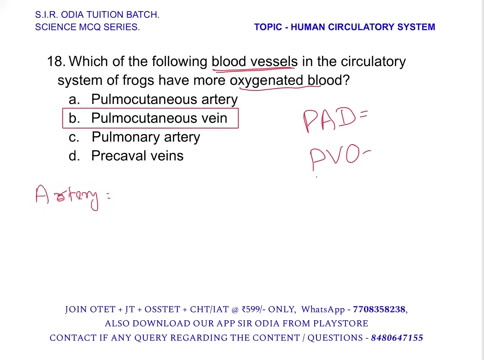 S.I.R. ODIA TUITION BATCH.
SCIENCE MCQ SERIES.
TOPIC - HUMAN CIRCULATORY SYSTEM
18. Which of the following blood vessels in the circulatory
system of frogs have more oxygenated blood?
a. Pulmocutaneous artery
b. Pulmocutaneous vein
c. Pulmonary artery
d. Precaval veins
PAD=
PVO-
Artery:
JOIN OTET + JT + OSSTET + CHT/IAT @ ₹599/- ONLY, WhatsApp - 7708358238,
ALSO DOWNLOAD OUR APP SIR ODIA FROM PLAYSTORE
CONTACT IF ANY QUERY REGARDING THE CONTENT / QUESTIONS - 8480647155